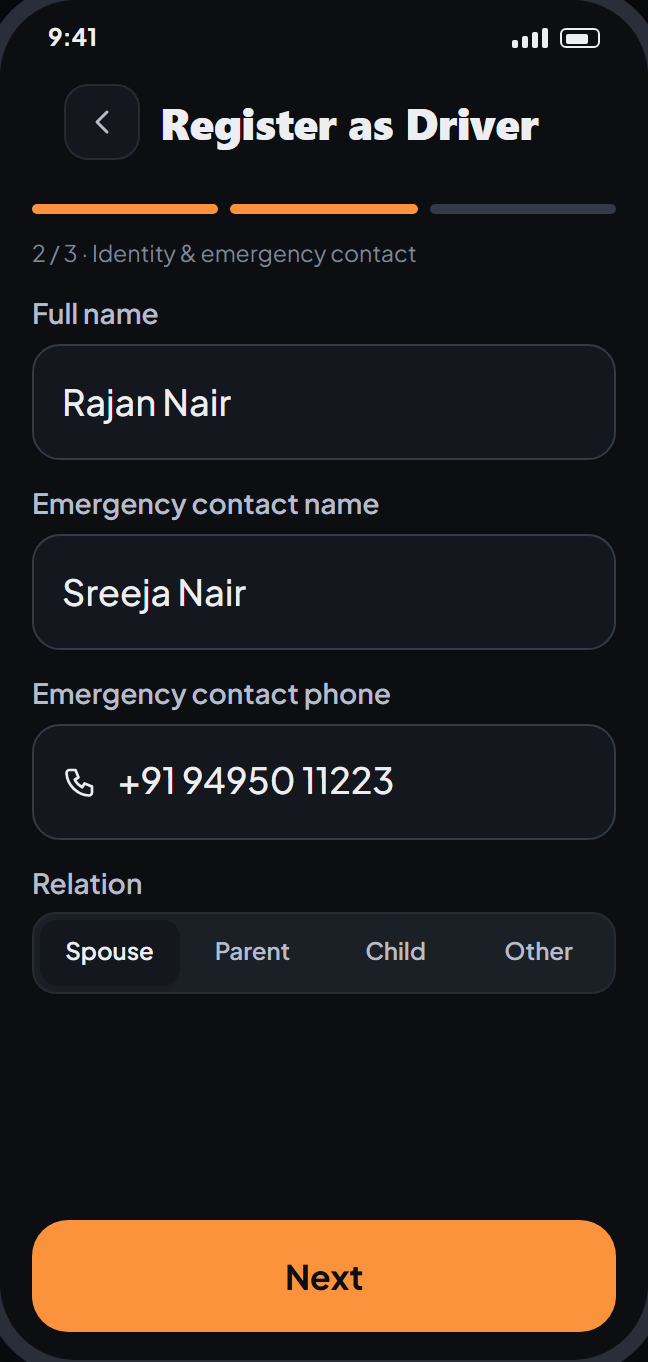 9:41
Register as Driver
2 / 3 · Identity & emergency contact
Full name
Rajan Nair
Emergency contact name
Sreeja Nair
Emergency contact phone
+91 94950 11223
Relation
Spouse Parent Child Other
Next